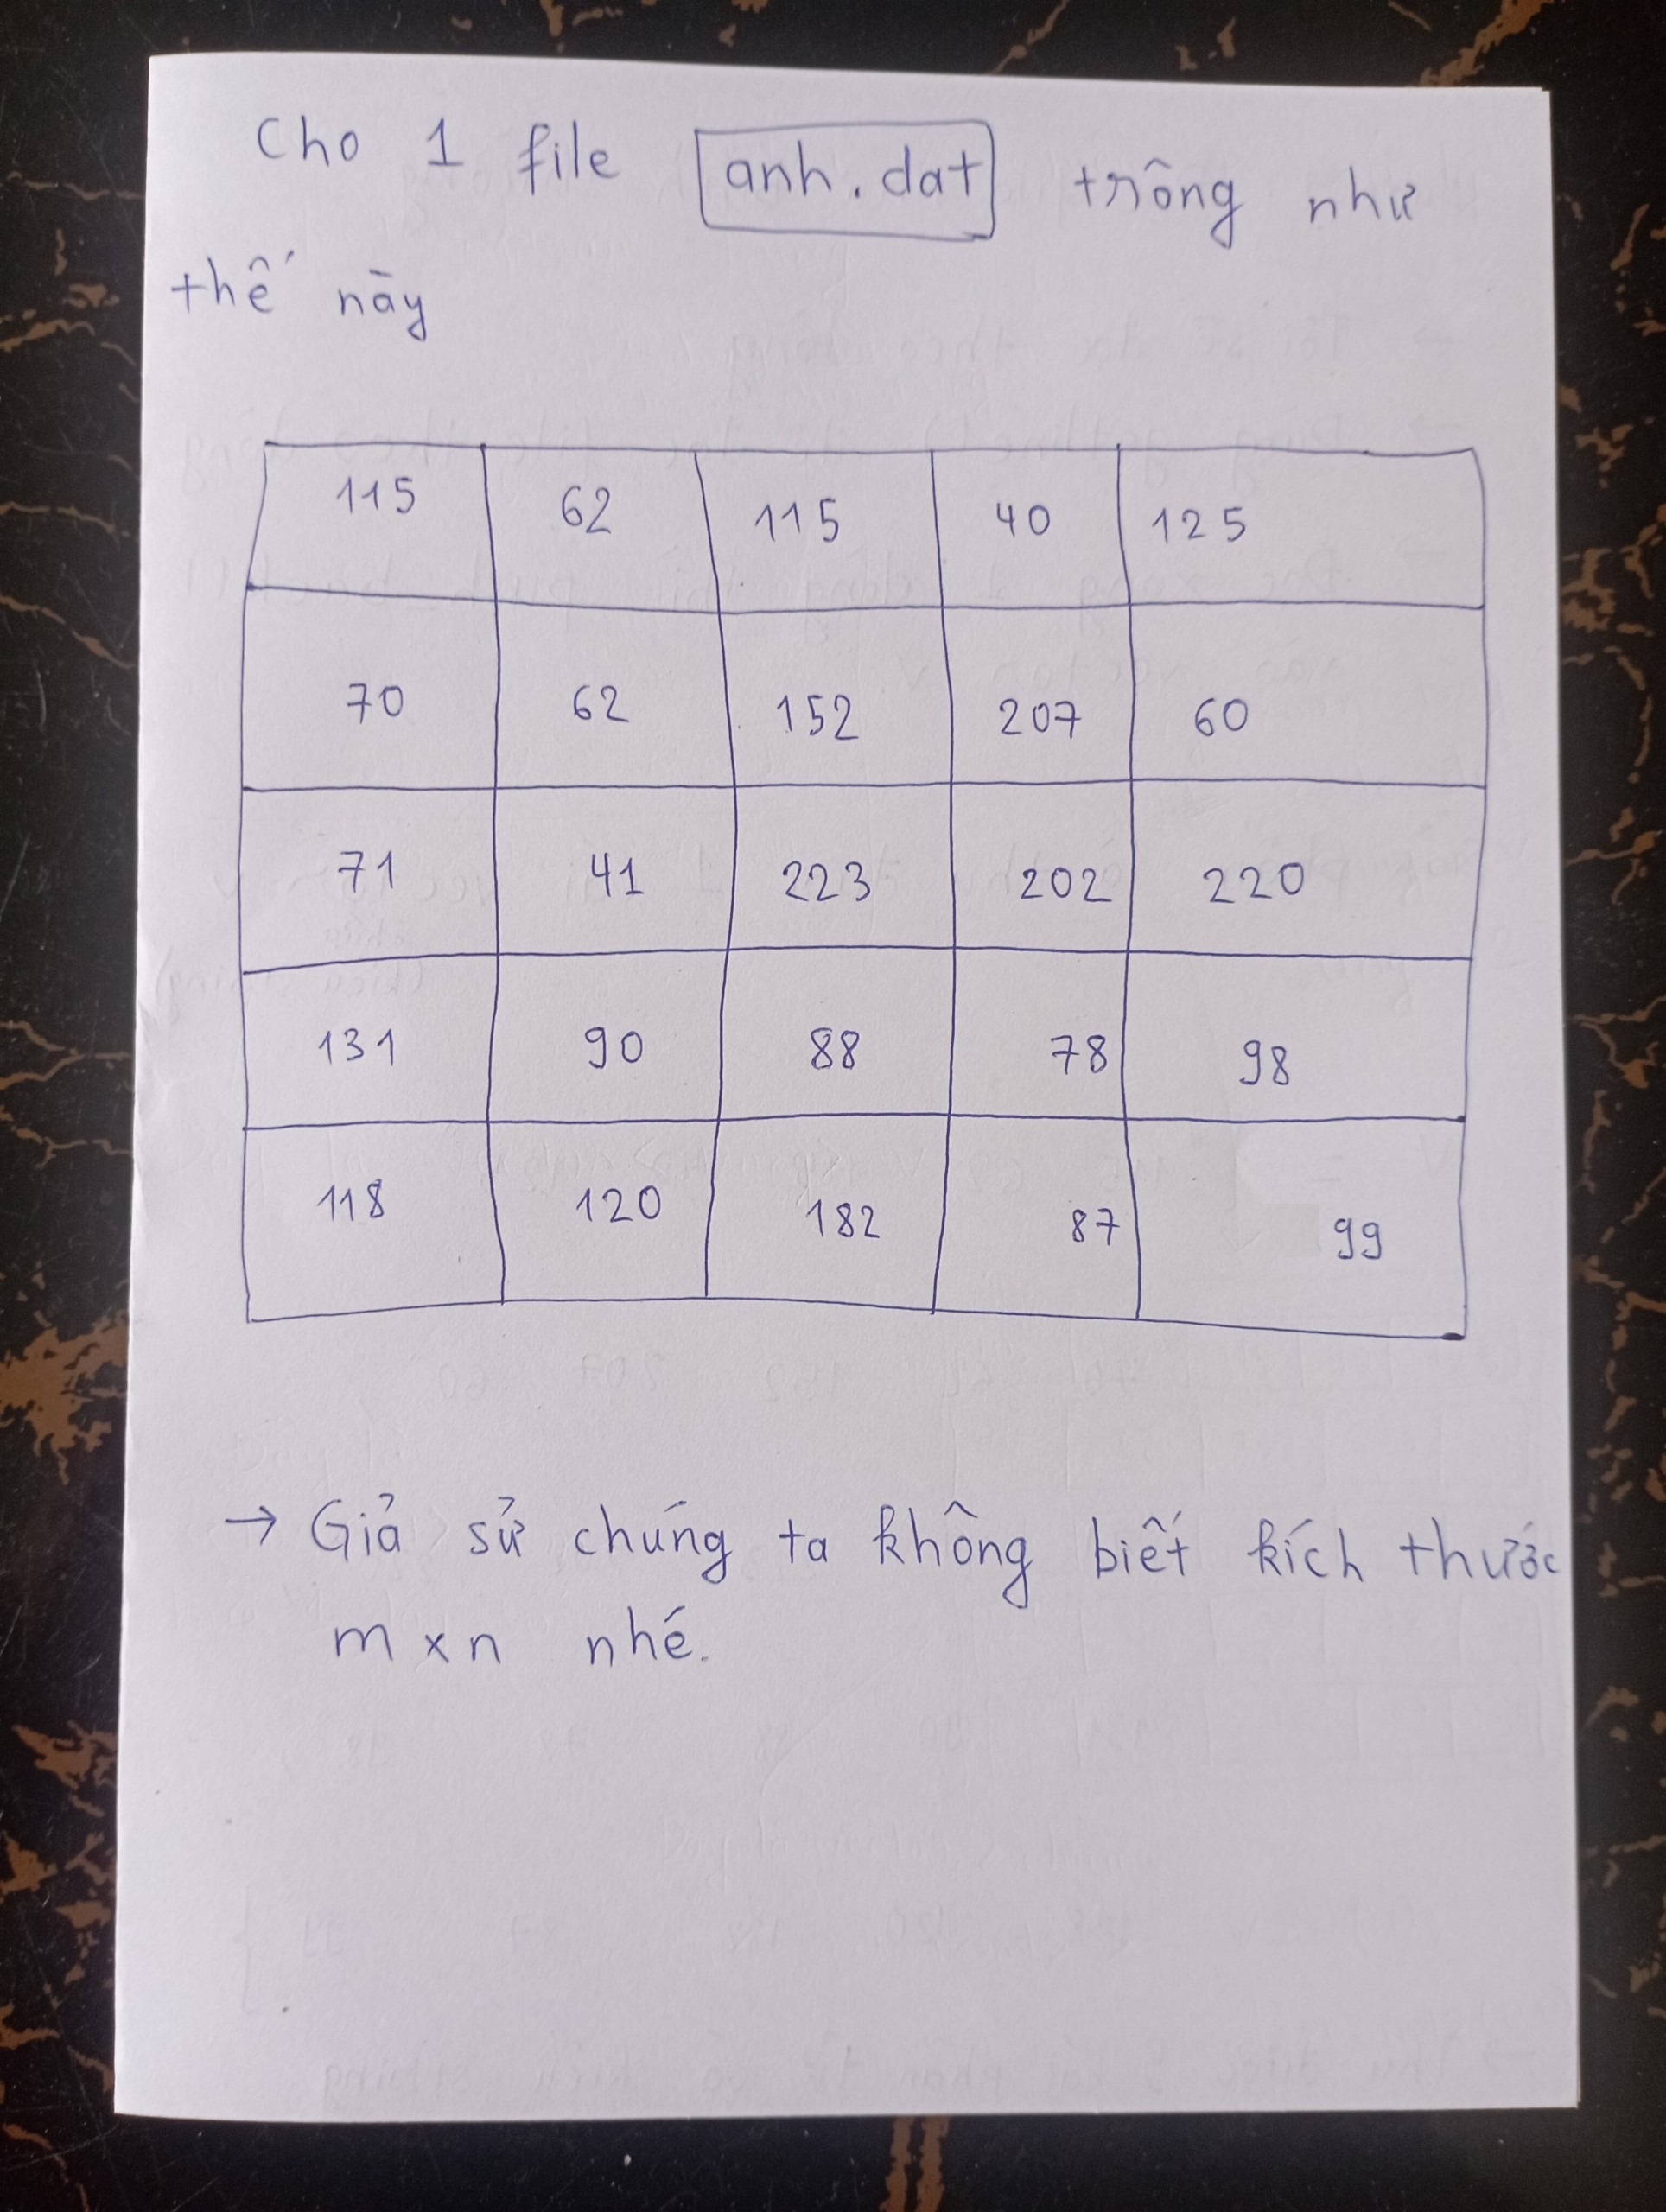 Cho 1 file anh.dat trông như
thế này
115 62 115 40 125
70 62 152 207 60
71 41 223 202 220
131 90 88 78 98
118 120 182 87 99
→ Giả sử chúng ta không biết kích thước
m x n nhé.